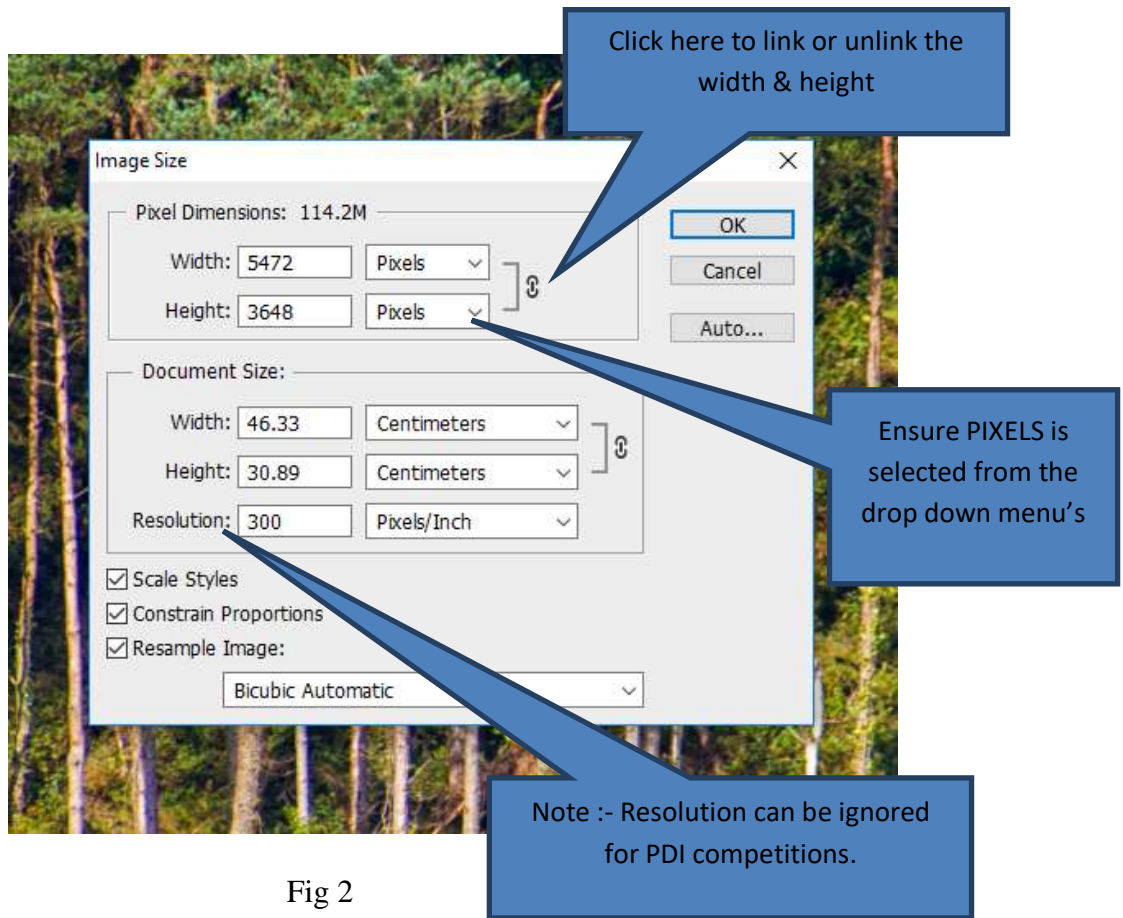 Click here to link or unlink the
width & height
Image Size
Pixel Dimensions: 114.2M
OK
Width: 5472 Pixels
Cancel
Height: 3648 Pixels
Auto...
Document Size:
Width: 46.33 Centimeters
Height: 30.89 Centimeters
Resolution: 300 Pixels/Inch
Ensure PIXELS is
selected from the
drop down menu’s
Scale Styles
Constrain Proportions
Resample Image:
Bicubic Automatic
Note :- Resolution can be ignored
for PDI competitions.
Fig 2